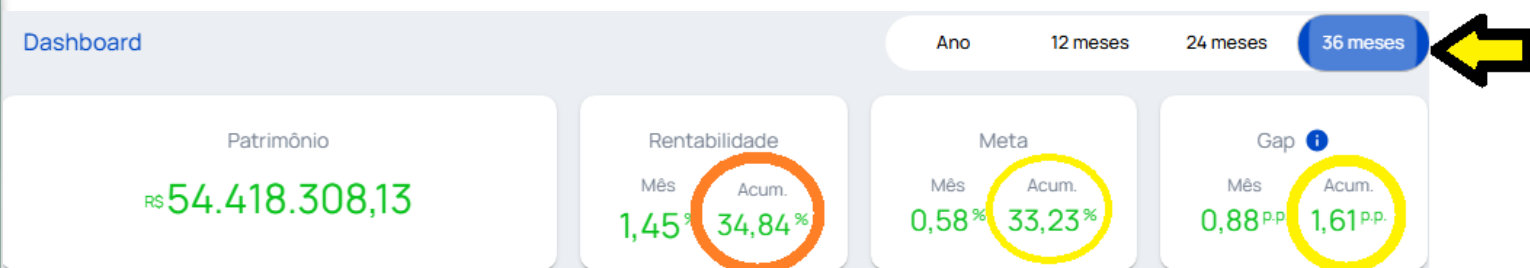 Dashboard
Ano 12 meses 24 meses 36 meses
Patrimônio
R$ 54.418.308,13
Rentabilidade
Mês Acum.
1,45% 34,84%
Meta
Mês Acum.
0,58% 33,23%
Gap i
Mês Acum.
0,88 p.p. 1,61 p.p.